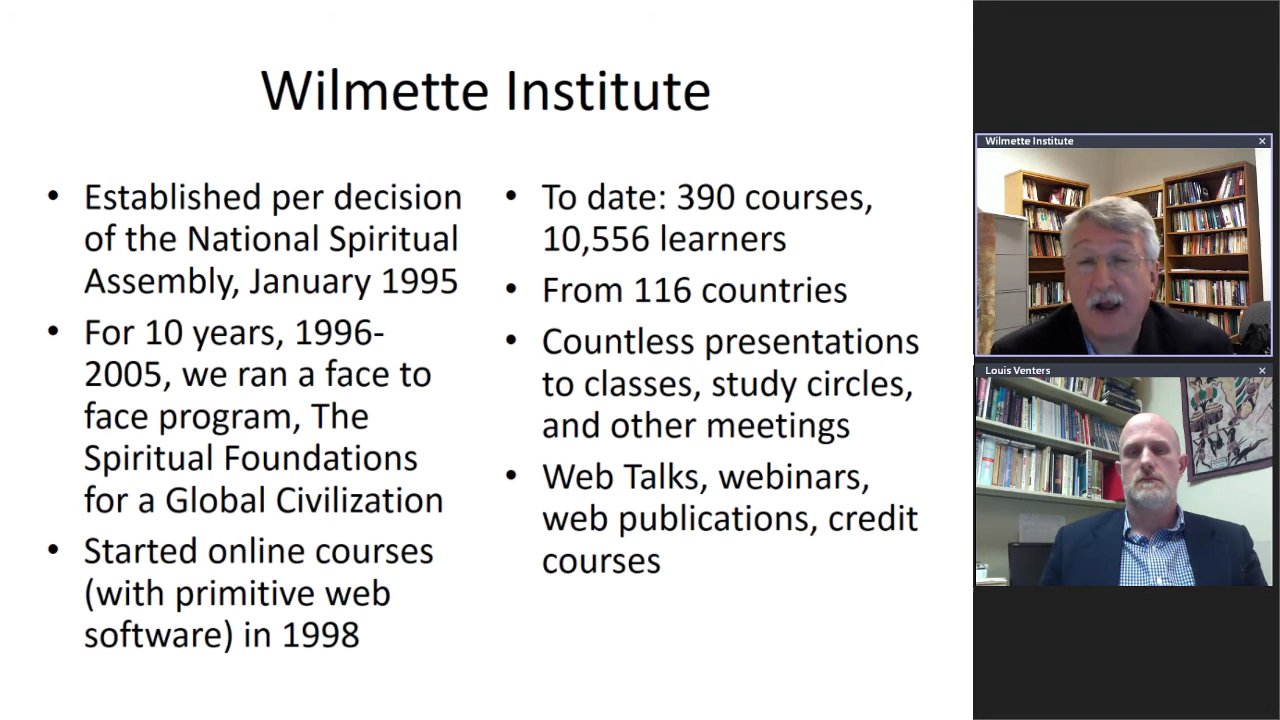 Wilmette Institute
• Established per decision
of the National Spiritual
Assembly, January 1995
• For 10 years, 1996-
2005, we ran a face to
face program, The
Spiritual Foundations
for a Global Civilization
• Started online courses
(with primitive web
software) in 1998
• To date: 390 courses,
10,556 learners
• From 116 countries
• Countless presentations
to classes, study circles,
and other meetings
• Web Talks, webinars,
web publications, credit
courses
Wilmette Institute
Louis Venters